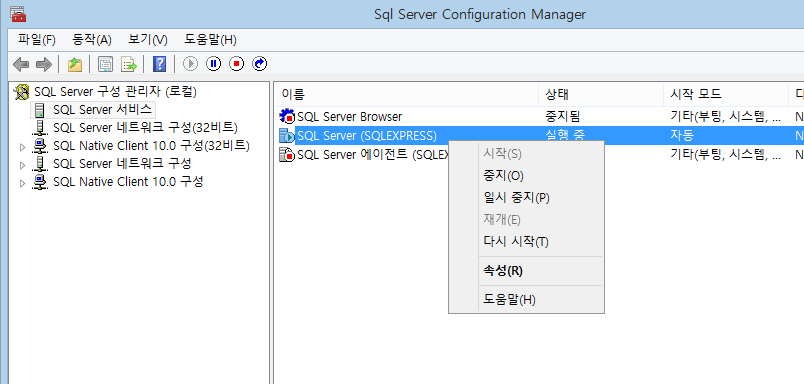 Sql Server Configuration Manager
파일(F) 동작(A) 보기(V) 도움말(H)
SQL Server 구성 관리자 (로컬)
SQL Server 서비스
SQL Server 네트워크 구성(32비트)
SQL Native Client 10.0 구성(32비트)
SQL Server 네트워크 구성
SQL Native Client 10.0 구성
이름 상태 시작 모드
SQL Server Browser 중지됨 기타(부팅, 시스템, ...
SQL Server (SQLEXPRESS) 실행 중 자동
SQL Server 에이전트 (SQLEX 기타(부팅, 시스템, ...
시작(S)
중지(O)
일시 중지(P)
재개(E)
다시 시작(T)
속성(R)
도움말(H)